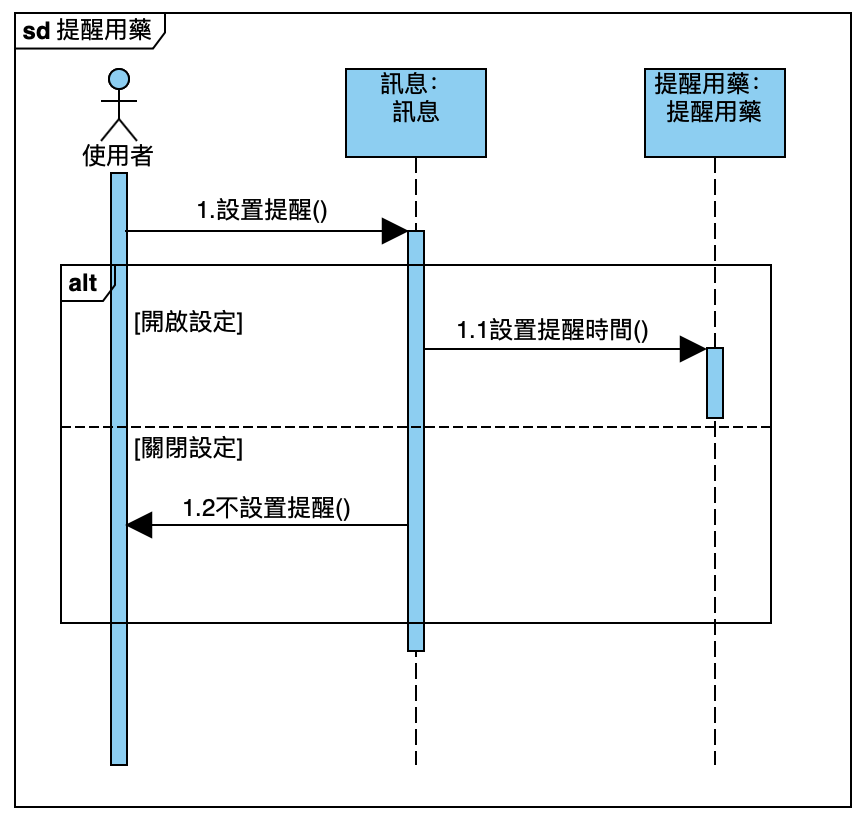 sd 提醒用藥
使用者
訊息：
訊息
提醒用藥：
提醒用藥
1.設置提醒()
alt
[開啟設定]
1.1設置提醒時間()
[關閉設定]
1.2不設置提醒()